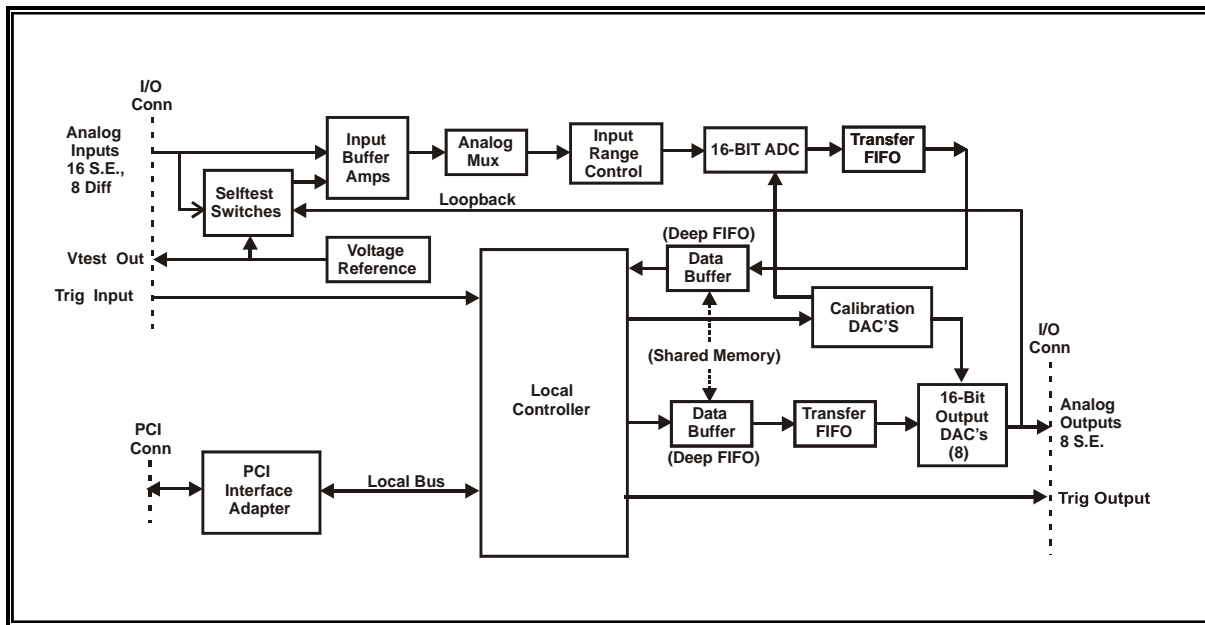 I/O
Conn
Analog
Inputs
16 S.E.,
8 Diff
Input
Buffer
Amps
Analog
Mux
Input
Range
Control
16-BIT ADC
Transfer
FIFO
Selftest
Switches
Loopback
Vtest Out
Voltage
Reference
(Deep FIFO)
Data
Buffer
Trig Input
Calibration
DAC'S
I/O
Conn
(Shared Memory)
Local
Controller
Data
Buffer
(Deep FIFO)
Transfer
FIFO
16-Bit
Output
DAC's
(8)
Analog
Outputs
8 S.E.
PCI
Conn
PCI
Interface
Adapter
Local Bus
Trig Output